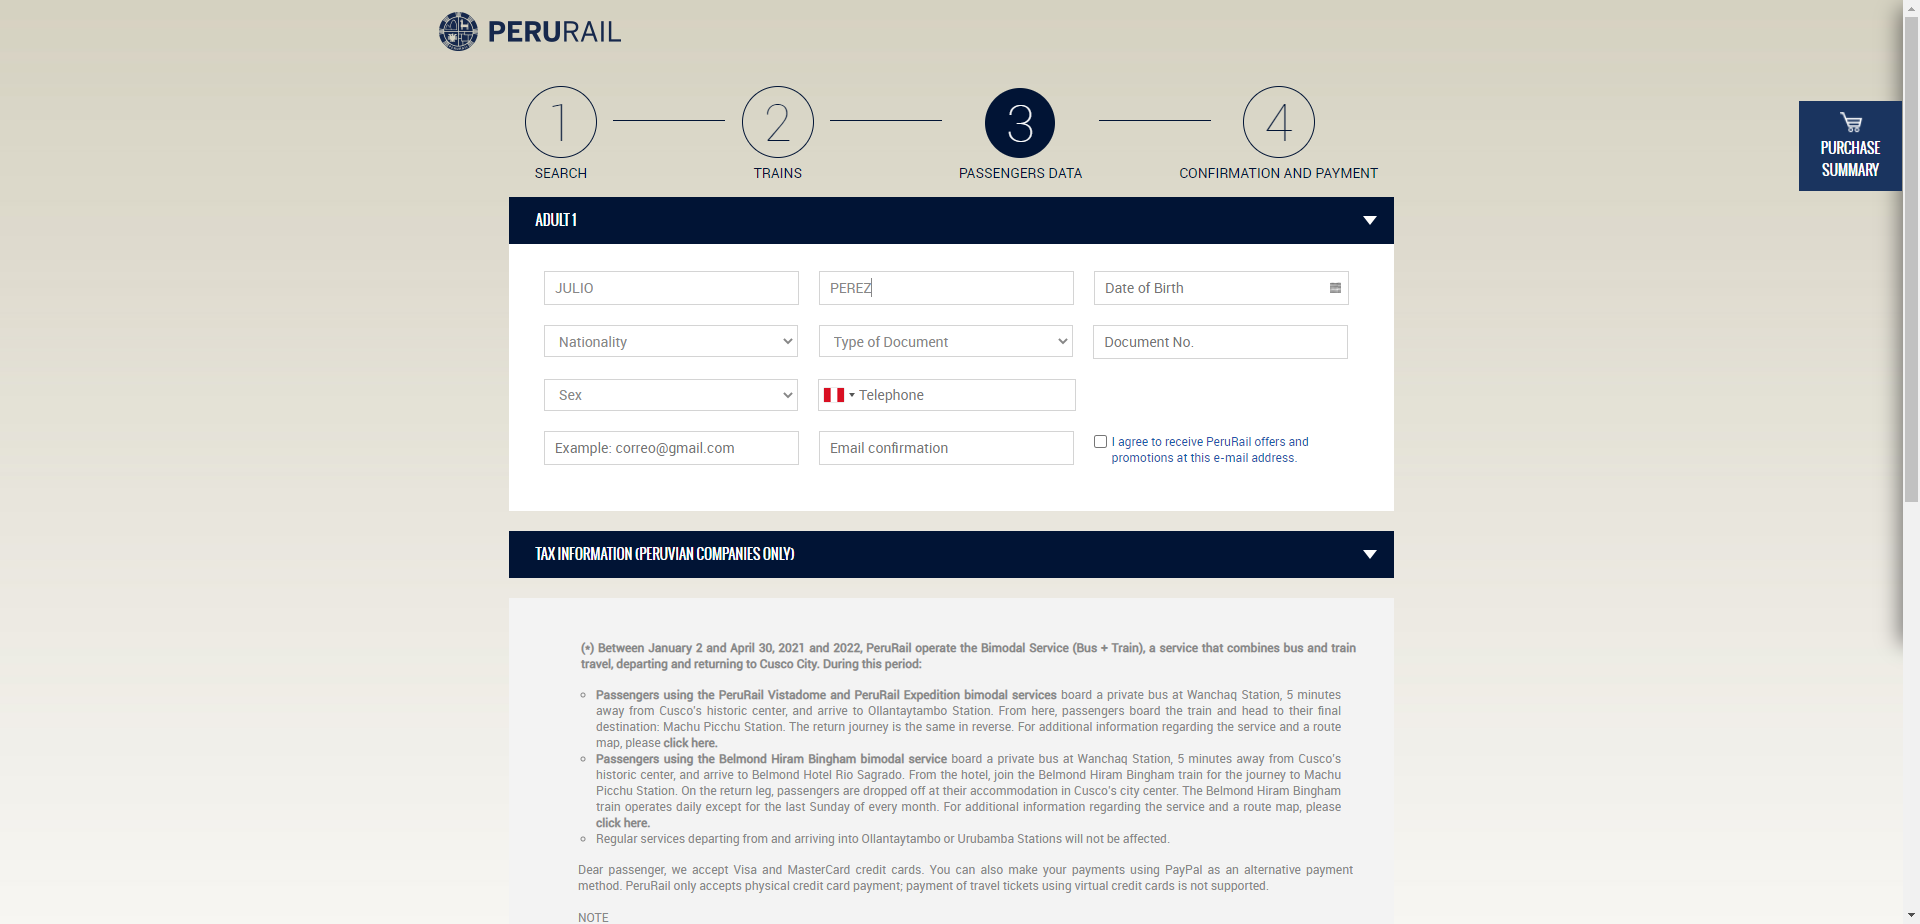 PERURAIL
1
2
3
4
SEARCH
TRAINS
PASSENGERS DATA
CONFIRMATION AND PAYMENT
PURCHASE
SUMMARY
ADULT 1
JULIO
PEREZ
Date of Birth
Nationality
Type of Document
Document No.
Sex
Telephone
Example: correo@gmail.com
Email confirmation
I agree to receive PeruRail offers and
promotions at this e-mail address.
TAX INFORMATION (PERUVIAN COMPANIES ONLY)
(*) Between January 2 and April 30, 2021 and 2022, PeruRail operate the Bimodal Service (Bus + Train), a service that combines bus and train
travel, departing and returning to Cusco City. During this period:
Passengers using the PeruRail Vistadome and PeruRail Expedition bimodal services board a private bus at Wanchaq Station, 5 minutes
away from Cusco's historic center, and arrive to Ollantaytambo Station. From here, passengers board the train and head to their final
destination: Machu Picchu Station. The return journey is the same in reverse. For additional information regarding the service and a route
map, please click here.
Passengers using the Belmond Hiram Bingham bimodal service board a private bus at Wanchaq Station, 5 minutes away from Cusco's
historic center, and arrive to Belmond Hotel Rio Sagrado. From the hotel, join the Belmond Hiram Bingham train for the journey to Machu
Picchu Station. On the return leg, passengers are dropped off at their accommodation in Cusco's city center. The Belmond Hiram Bingham
train operates daily except for the last Sunday of every month. For additional information regarding the service and a route map, please
click here.
Regular services departing from and arriving into Ollantaytambo or Urubamba Stations will not be affected.
Dear passenger, we accept Visa and MasterCard credit cards. You can also make your payments using PayPal as an alternative payment
method. PeruRail only accepts physical credit card payment; payment of travel tickets using virtual credit cards is not supported.
NOTE